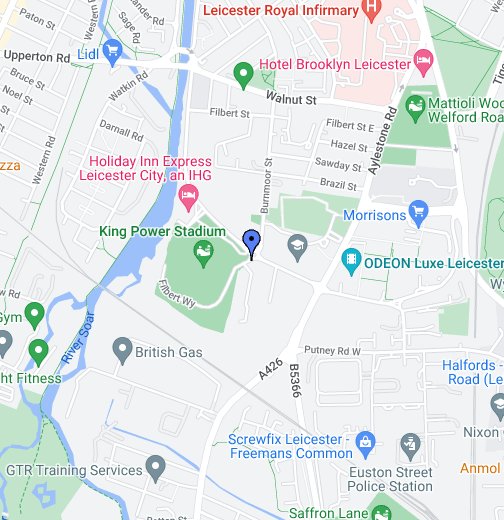 Paton St
Western
Sage Rd
ander Rd
Leicester Royal Infirmary
H
Upperton Rd
Lidl
Hotel Brooklyn Leicester
Tig
Bruce St
Noel St
Watkin Rd
Walnut St
Mattioli Woo
Welford Road
Filbert St
Filbert St E
Aylestone Rd
Darnall Rd
Hazel St
Sawday St
Western Rd
zza
Holiday Inn Express
Leicester City, an IHG
Burnmoor St
Brazil St
Morrisons
King Power Stadium
ODEON Luxe Leicester
Filbert Wy
w Rd
Gym
River Soar
British Gas
Putney Rd W
A426
B5366
ht Fitness
Halfords -
Road (Le
Nixon
Screwfix Leicester -
Freemans Common
GTR Training Services
Euston Street
Police Station
Anmol
Saffron Lane